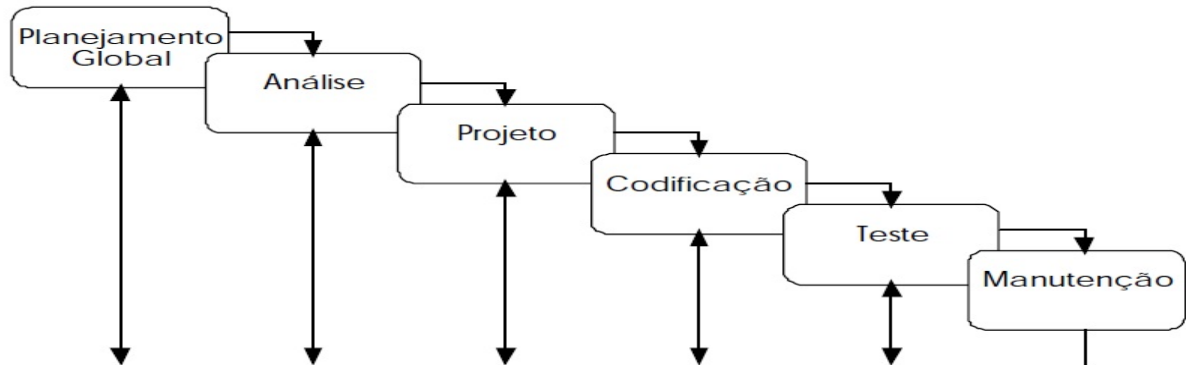 Planejamento
Global
Análise
Projeto
Codificação
Teste
Manutenção